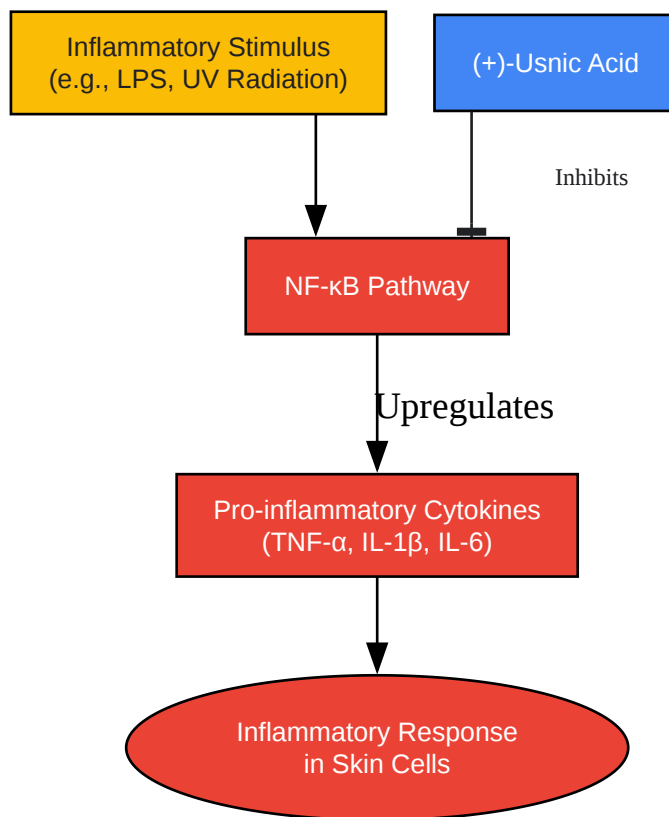 Inflammatory Stimulus
(e.g., LPS, UV Radiation)
(+)-Usnic Acid
Inhibits
NF-κB Pathway
Upregulates
Pro-inflammatory Cytokines
(TNF-α, IL-1β, IL-6)
Inflammatory Response
in Skin Cells